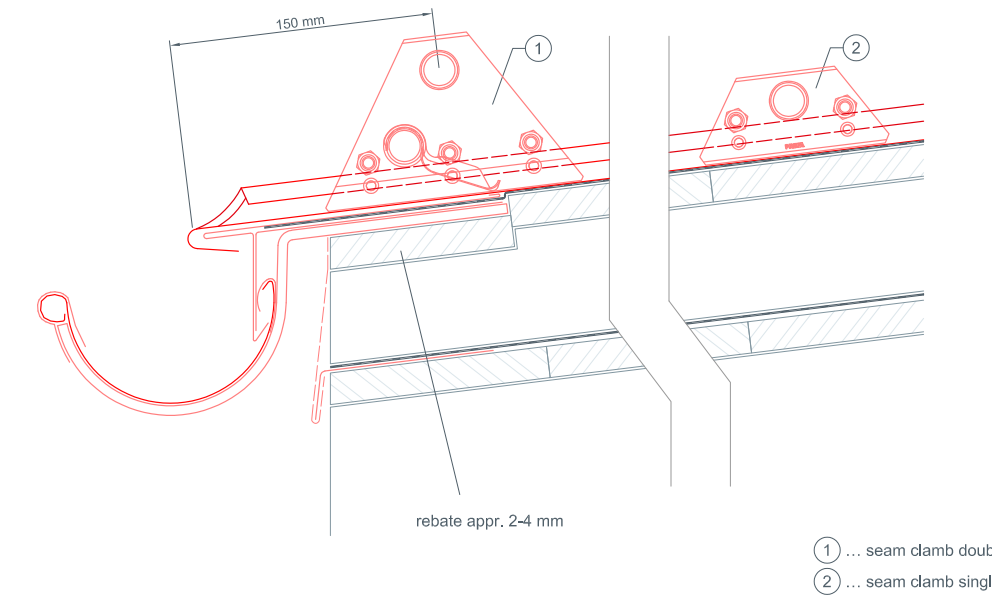 150 mm
1
2
rebate appr. 2-4 mm
1 ... seam clamb doub
2 ... seam clamb singl